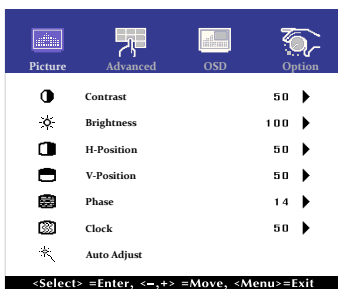 Picture Advanced OSD Option
Contrast 50
Brightness 100
H-Position 50
V-Position 50
Phase 14
Clock 50
Auto Adjust
<Select> =Enter, <–,+> =Move, <Menu>=Exit